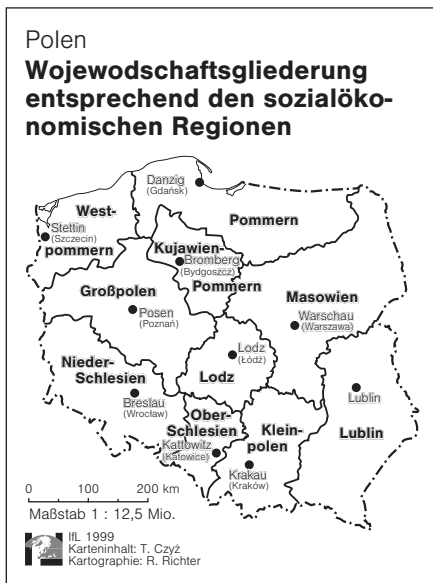 Polen
Wojewodschaftsgliederung
entsprechend den sozialöko-
nomischen Regionen
Danzig
(Gdańsk)
West-
pommern
Stettin
(Szczecin)
Pommern
Kujawien-
Pommern
Bromberg
(Bydgoszcz)
Großpolen
Posen
(Poznań)
Masowien
Warschau
(Warszawa)
Lodz
(Łódź)
Lodz
Nieder-
Schlesien
Breslau
(Wrocław)
Lublin
Lublin
Ober-
Schlesien
Kattowitz
(Katowice)
Klein-
polen
Krakau
(Kraków)
0 100 200 km
Maßstab 1 : 12,5 Mio.
IfL 1999
Karteninhalt: T. Czyż
Kartographie: R. Richter